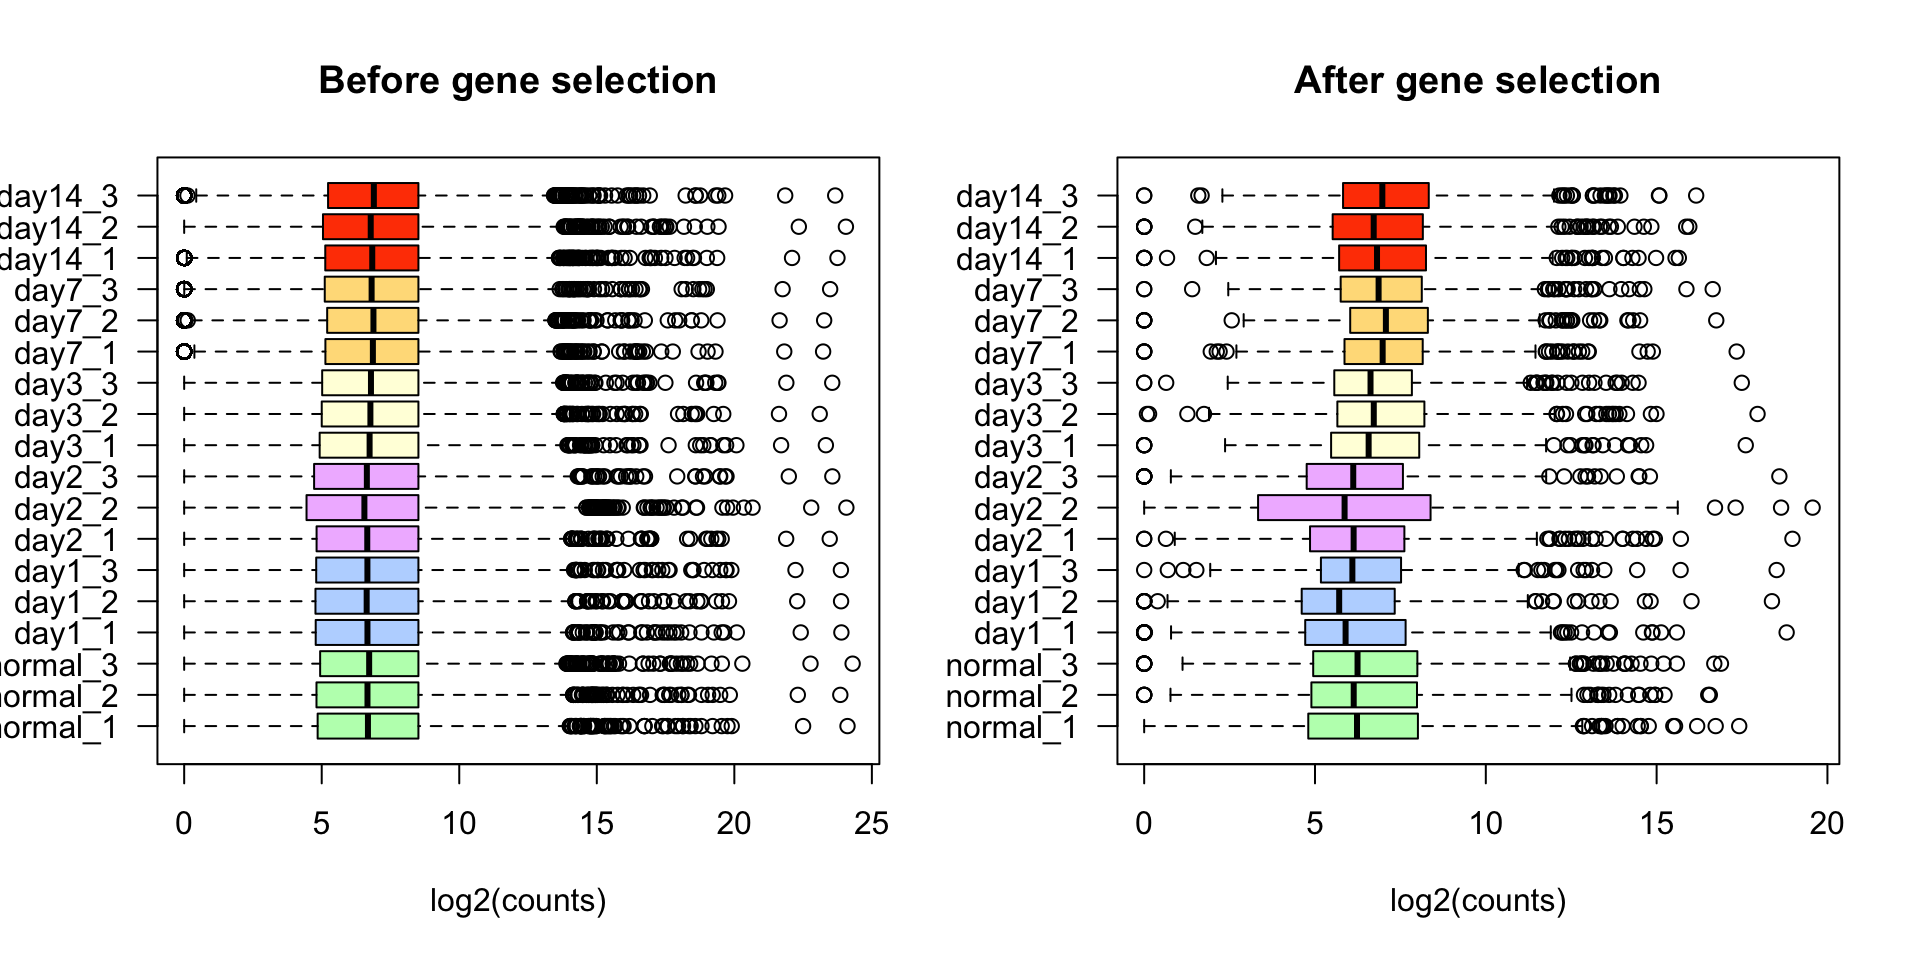 Before gene selection
day14_3
day14_2
day14_1
day7_3
day7_2
day7_1
day3_3
day3_2
day3_1
day2_3
day2_2
day2_1
day1_3
day1_2
day1_1
normal_3
normal_2
normal_1
0 5 10 15 20 25
log2(counts)
After gene selection
day14_3
day14_2
day14_1
day7_3
day7_2
day7_1
day3_3
day3_2
day3_1
day2_3
day2_2
day2_1
day1_3
day1_2
day1_1
normal_3
normal_2
normal_1
0 5 10 15 20
log2(counts)